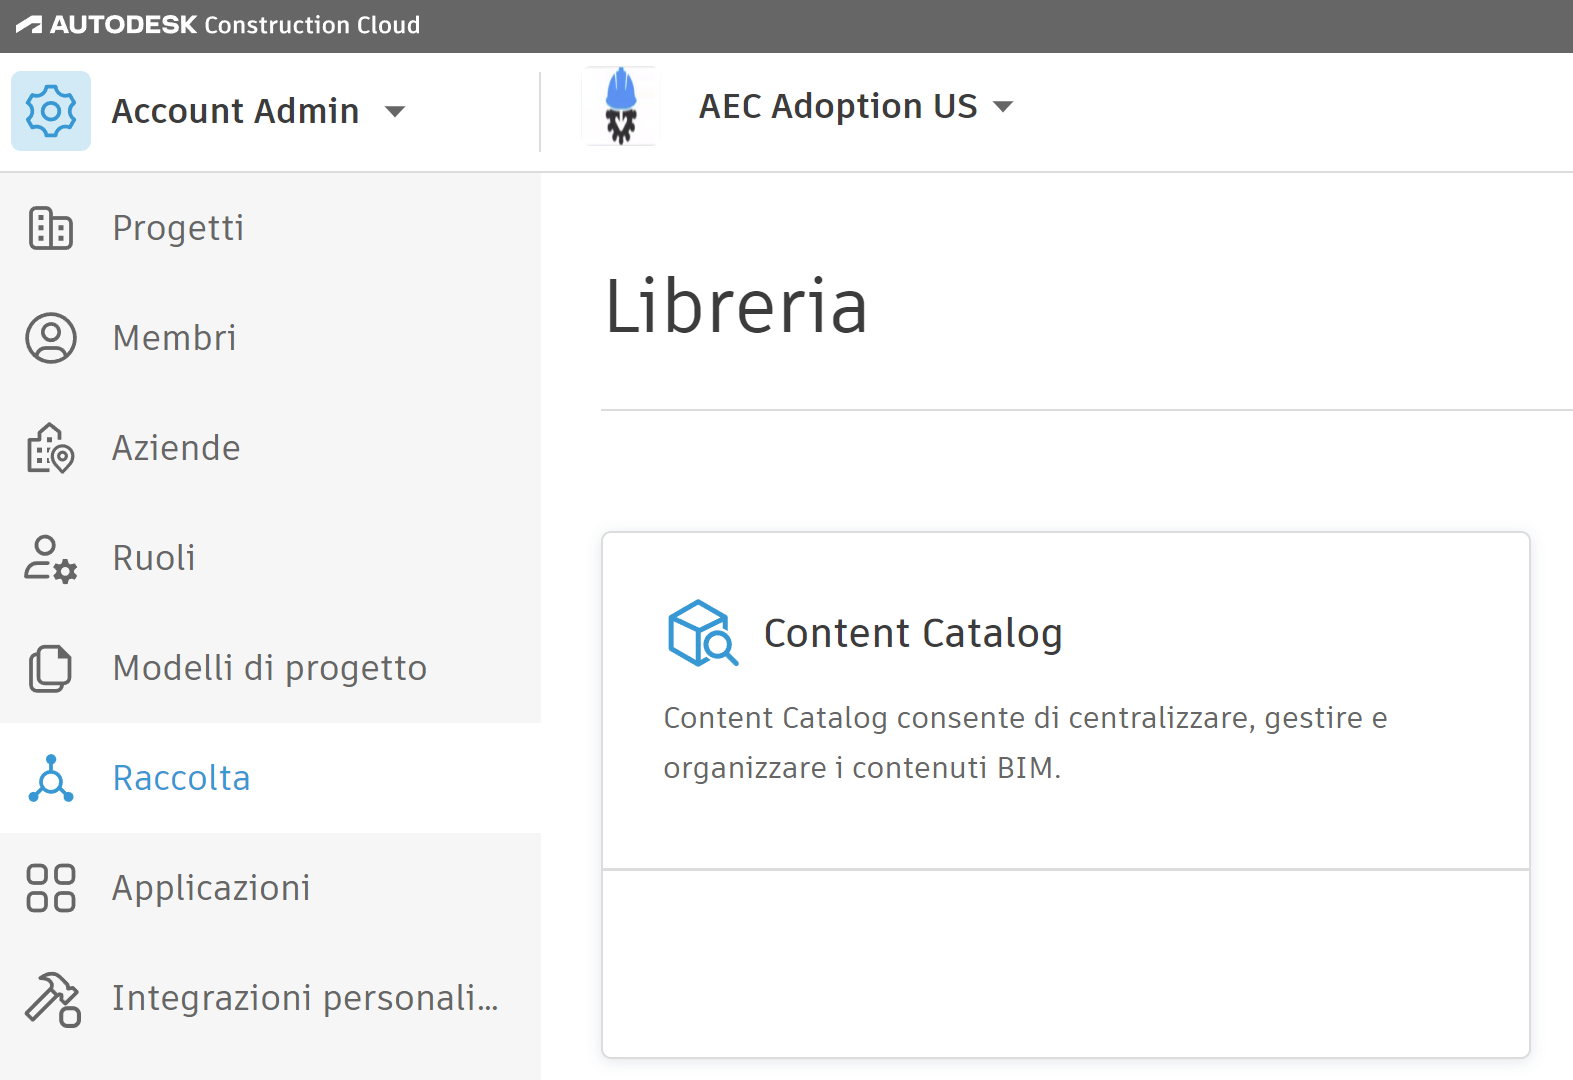 AUTODESK Construction Cloud
Account Admin
AEC Adoption US
Progetti
Membri
Aziende
Ruoli
Modelli di progetto
Raccolta
Applicazioni
Integrazioni personali...
Libreria
Content Catalog
Content Catalog consente di centralizzare, gestire e
organizzare i contenuti BIM.